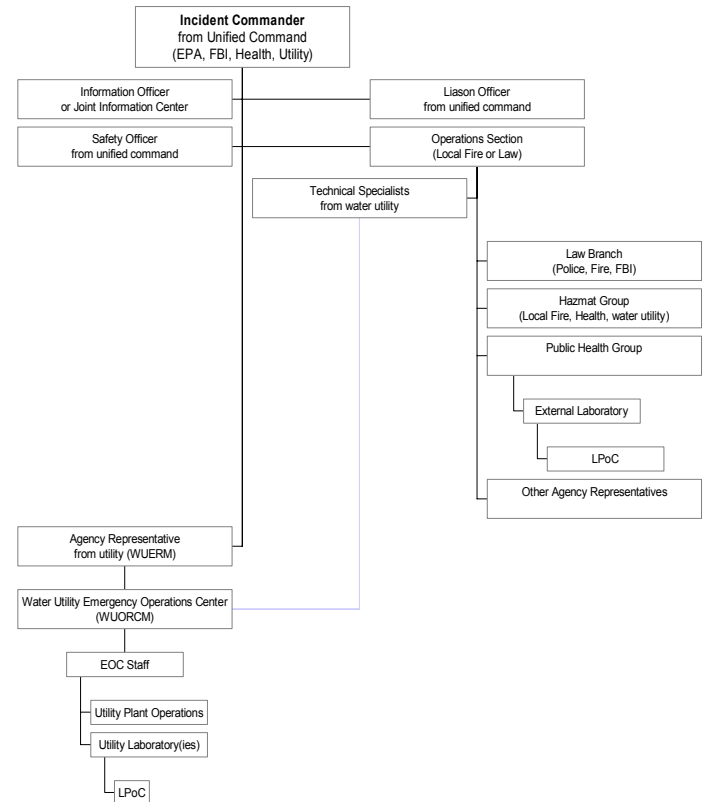 Incident Commander
from Unified Command
(EPA, FBI, Health, Utility)
Information Officer
or Joint Information Center
Liason Officer
from unified command
Safety Officer
from unified command
Operations Section
(Local Fire or Law)
Technical Specialists
from water utility
Law Branch
(Police, Fire, FBI)
Hazmat Group
(Local Fire, Health, water utility)
Public Health Group
External Laboratory
LPoC
Other Agency Representatives
Agency Representative
from utility (WUERM)
Water Utility Emergency Operations Center
(WUORCM)
EOC Staff
Utility Plant Operations
Utility Laboratory(ies)
LPoC